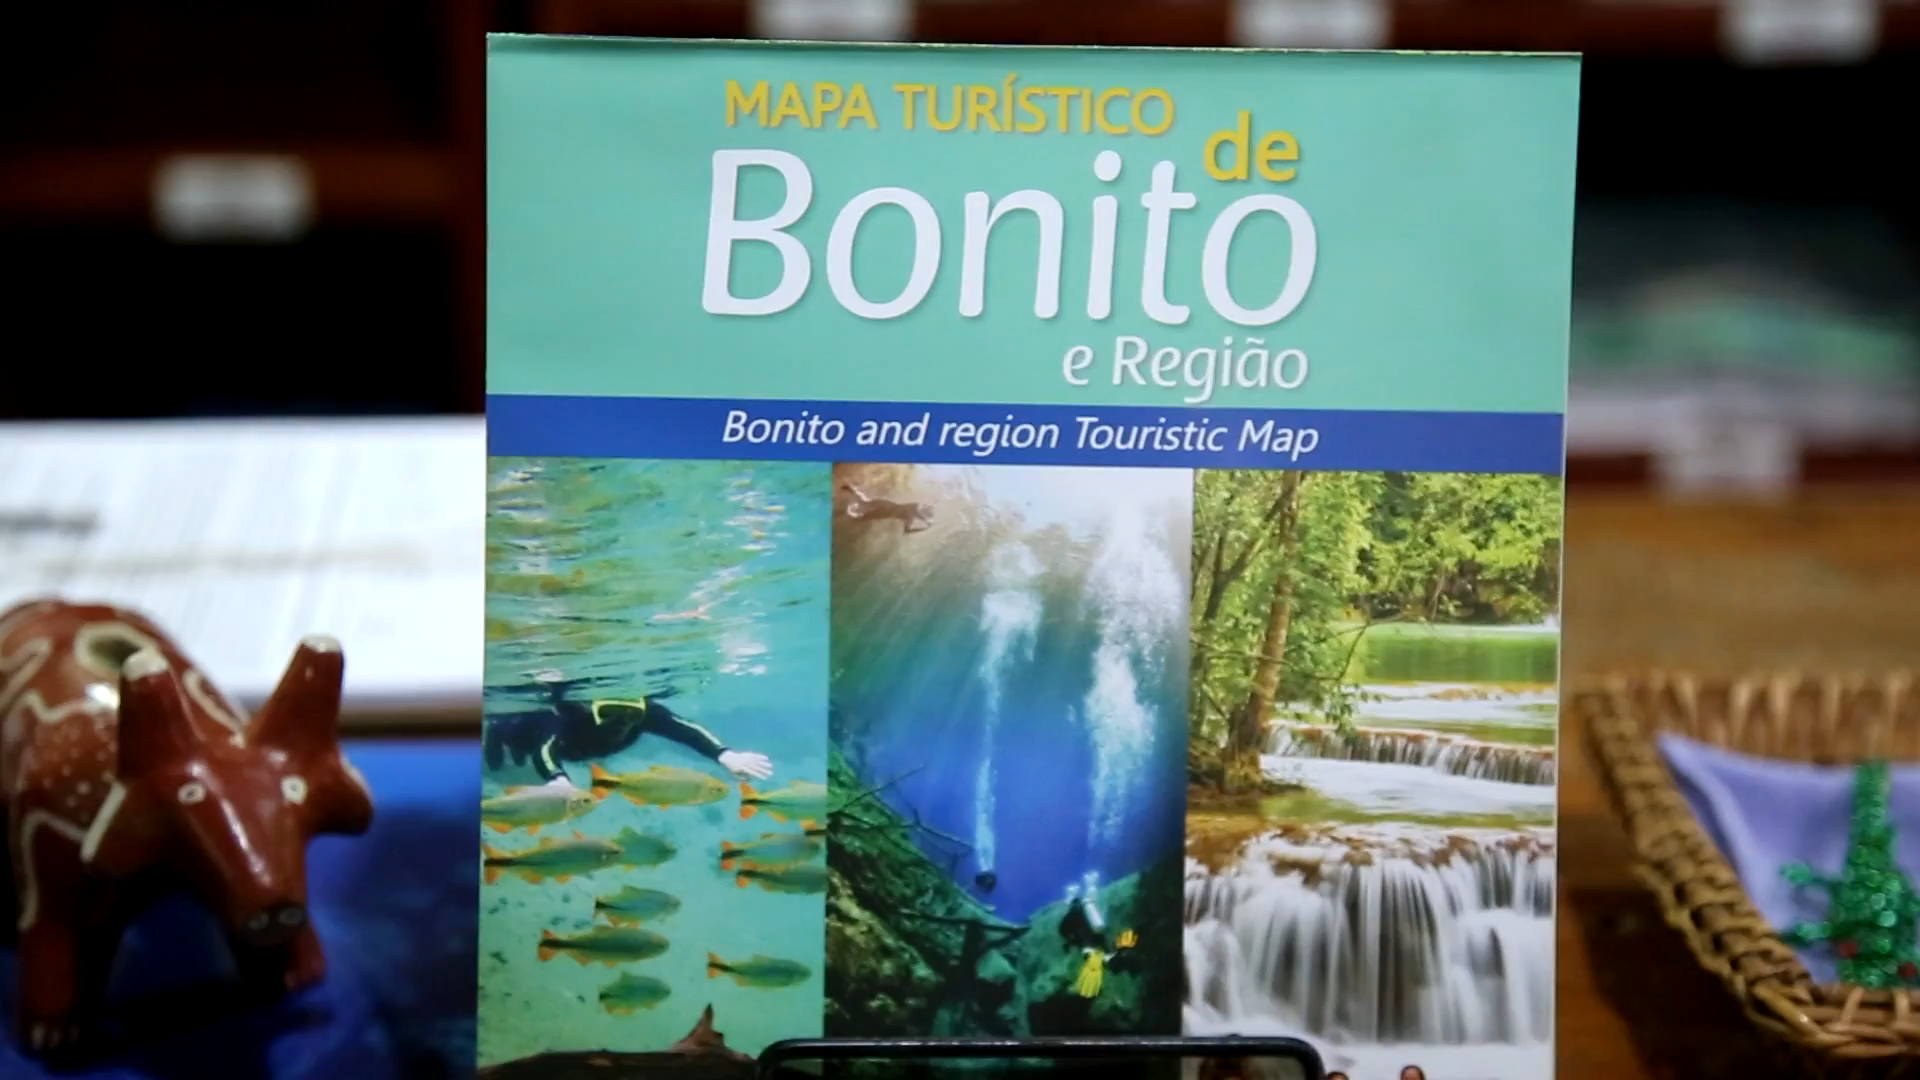 MAPA TURÍSTICO de
Bonito
e Região
Bonito and region Touristic Map